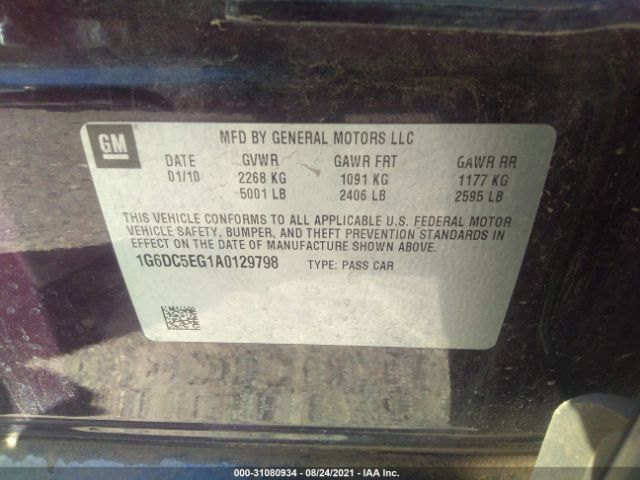 GM
MFD BY GENERAL MOTORS LLC
DATE GVWR GAWR FRT GAWR RR
01/10 2268 KG 1091 KG 1177 KG
5001 LB 2406 LB 2595 LB
THIS VEHICLE CONFORMS TO ALL APPLICABLE U.S. FEDERAL MOTOR
VEHICLE SAFETY, BUMPER, AND THEFT PREVENTION STANDARDS IN
EFFECT ON THE DATE OF MANUFACTURE SHOWN ABOVE.
1G6DC5EG1A0129798 TYPE: PASS CAR
000-31080934 - 08/24/2021 - IAA Inc.